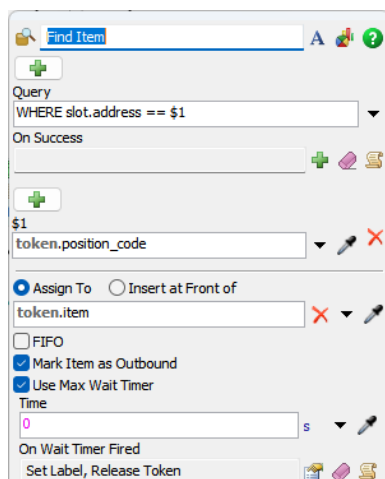 Find Item
A
?
Query
WHERE slot.address == $1
On Success
$1
token.position_code
Assign To Insert at Front of
token.item
FIFO
Mark Item as Outbound
Use Max Wait Timer
Time
0
s
On Wait Timer Fired
Set Label, Release Token